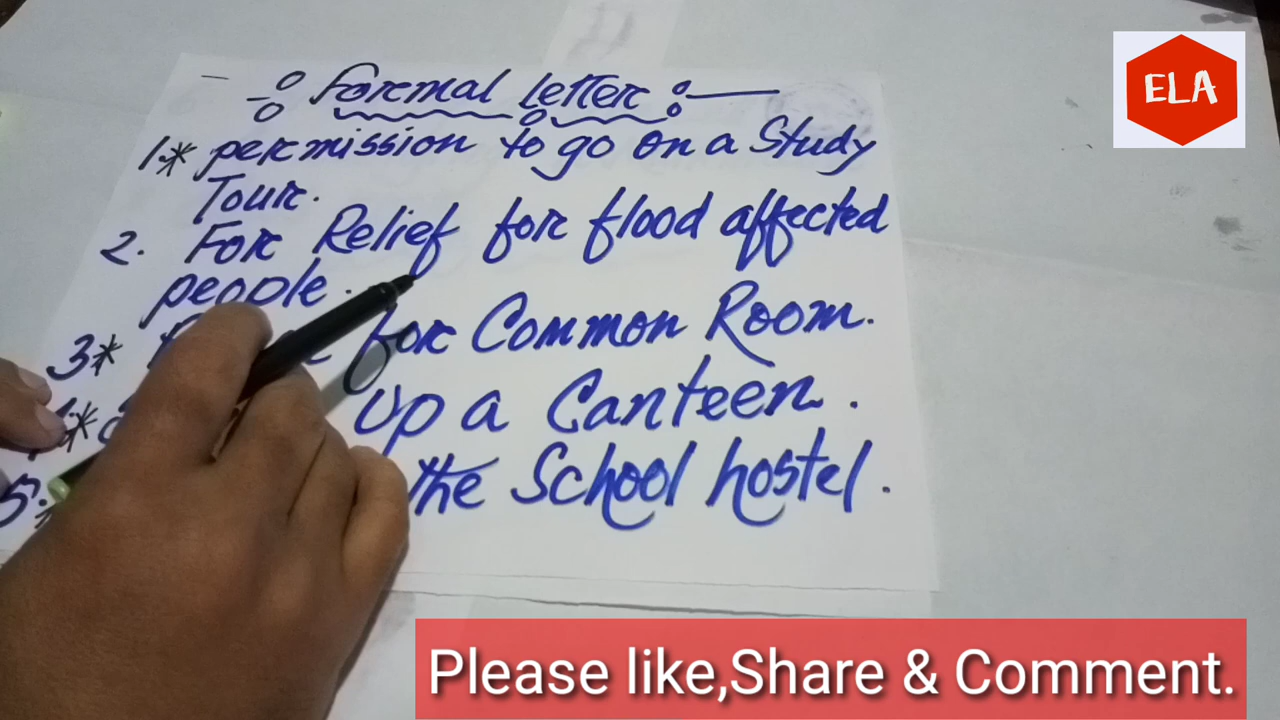 ELA
Formal Letter :
1.* permission to go on a Study
Tour.
2. For Relief for flood affected
people.
3* for Common Room.
Up a Canteen.
5. the School hostel.
Please like,Share & Comment.